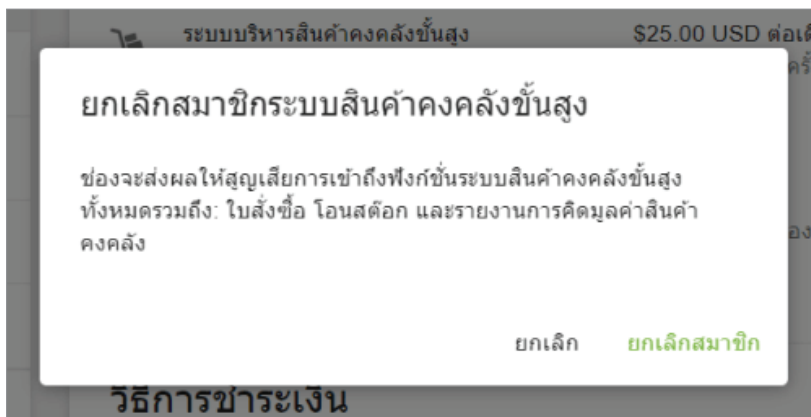 ระบบบริหารสินค้าคงคลังขั้นสูง $25.00 USD ต่อเดื
ครั้
ยกเลิกสมาชิกระบบสินค้าคงคลังขั้นสูง
ช่องจะส่งผลให้สูญเสียการเข้าถึงฟังก์ชั่นระบบสินค้าคงคลังขั้นสูง
ทั้งหมดรวมถึง: ใบสั่งซื้อ โอนสต๊อก และรายงานการคิดมูลค่าสินค้า
คงคลัง
ยกเลิก ยกเลิกสมาชิก
วิธีการชำระเงิน